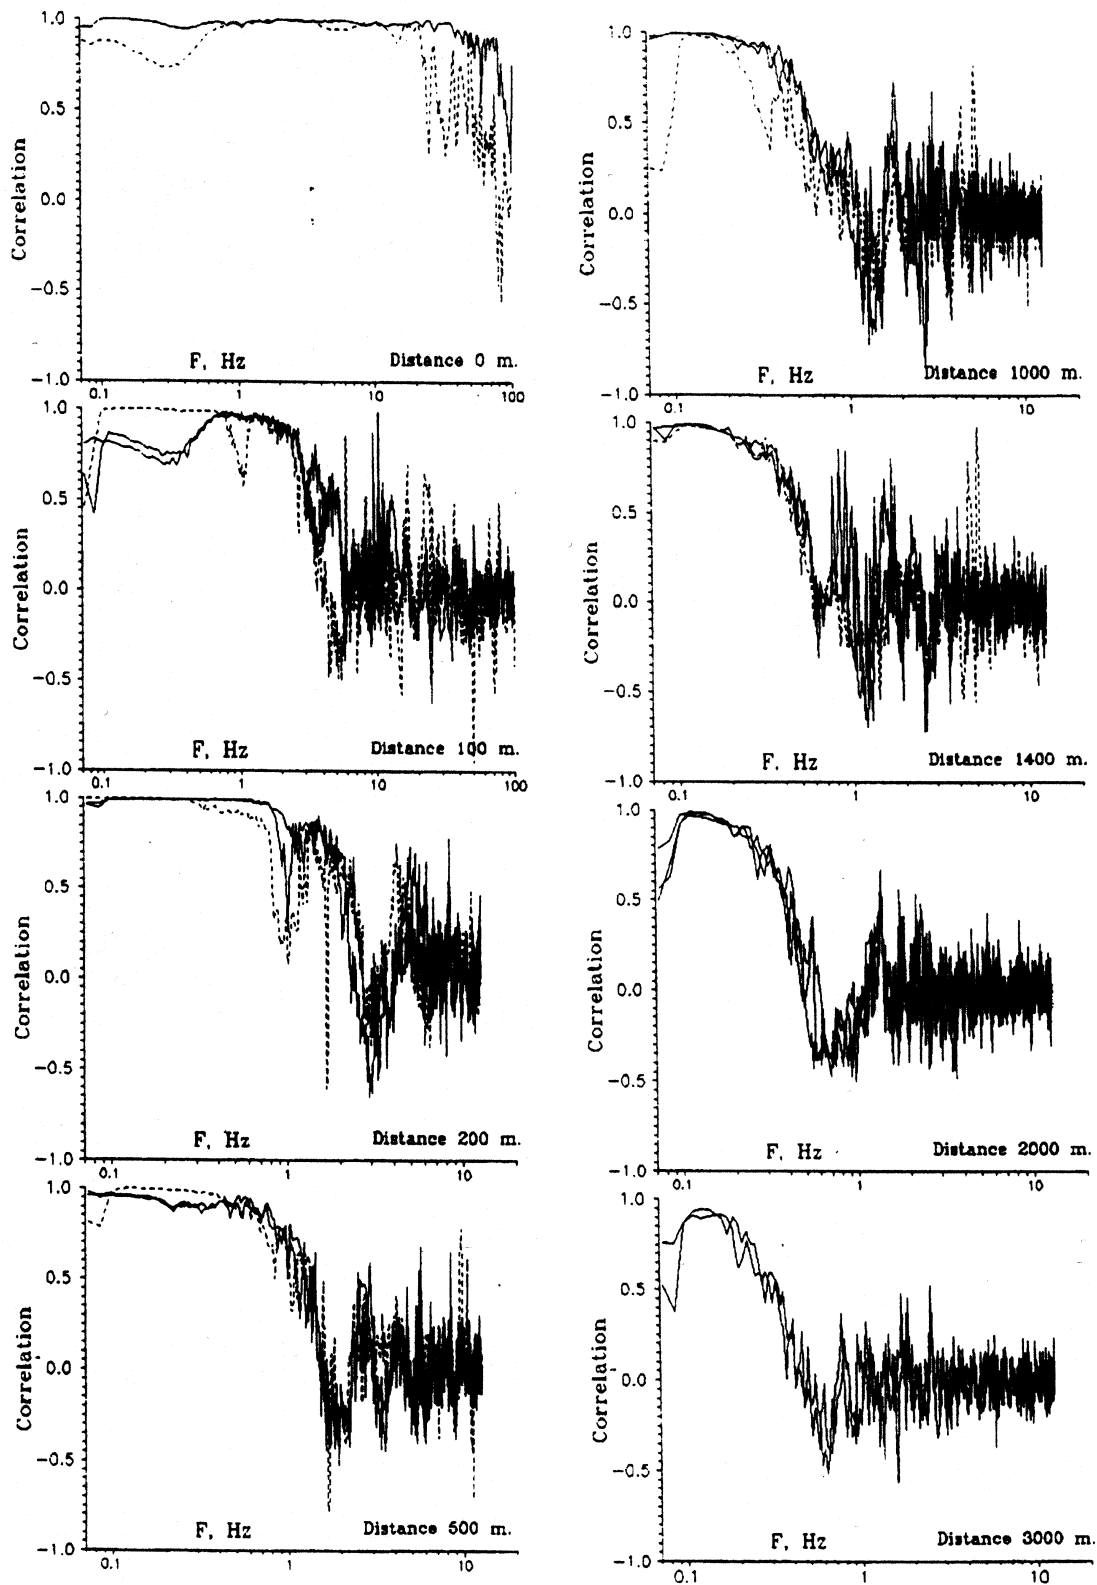 1.0
0.5
0.0
−0.5
−1.0
Correlation
F, Hz
Distance 0 m.
0.1
1
10
100
1.0
0.5
0.0
−0.5
−1.0
Correlation
F, Hz
Distance 100 m.
0.1
1
10
100
1.0
0.5
0.0
−0.5
−1.0
Correlation
F, Hz
Distance 200 m.
0.1
1
10
1.0
0.5
0.0
−0.5
−1.0
Correlation
F, Hz
Distance 500 m.
0.1
1
10
1.0
0.5
0.0
−0.5
−1.0
Correlation
F, Hz
Distance 1000 m.
0.1
1
10
1.0
0.5
0.0
−0.5
−1.0
Correlation
F, Hz
Distance 1400 m.
0.1
1
10
1.0
0.5
0.0
−0.5
−1.0
Correlation
F, Hz
Distance 2000 m.
0.1
1
10
1.0
0.5
0.0
−0.5
−1.0
Correlation
F, Hz
Distance 3000 m.
0.1
1
10